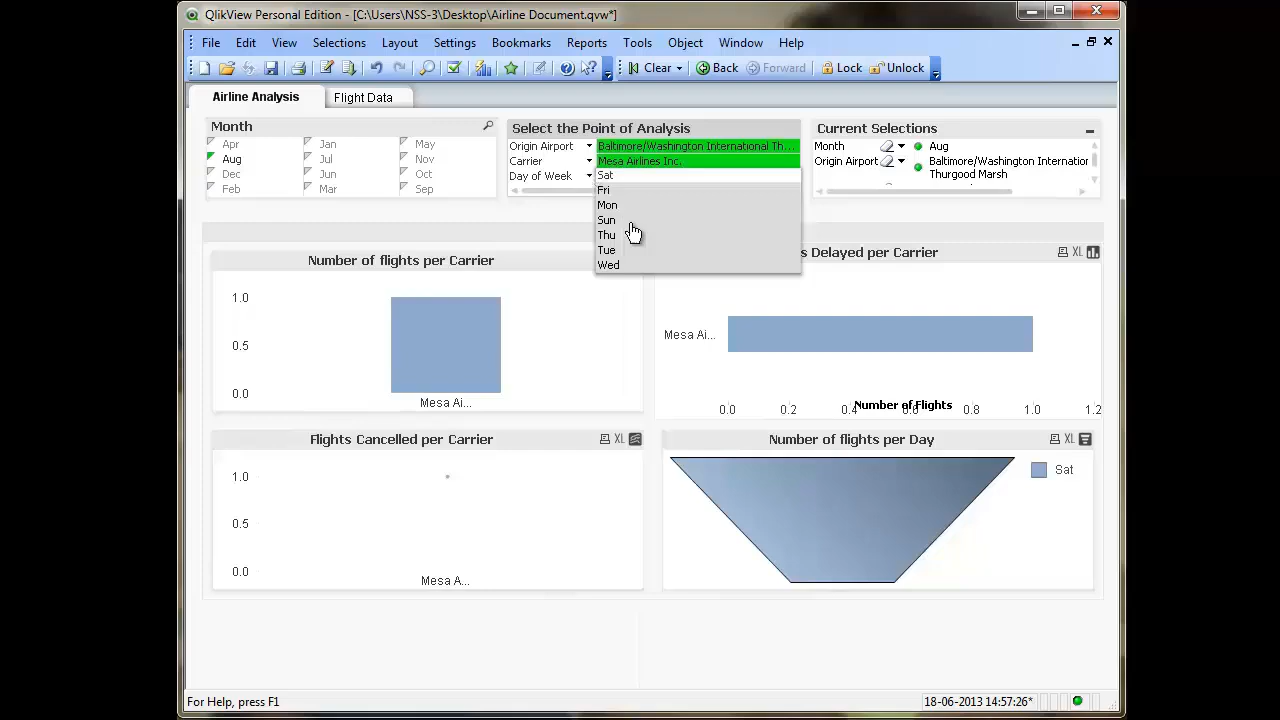 QlikView Personal Edition - [C:\Users\NSS-3\Desktop\Airline Document.qvw*]
File Edit View Selections Layout Settings Bookmarks Reports Tools Object Window Help
Clear Back Forward Lock Unlock
Airline Analysis Flight Data
Month
Apr Jan May
Aug Jul Nov
Dec Jun Oct
Feb Mar Sep
Select the Point of Analysis
Origin Airport Baltimore/Washington International Th...
Carrier Mesa Airlines Inc.
Day of Week
Sat
Fri
Mon
Sun
Thu
Tue
Wed
Current Selections
Month Aug
Origin Airport Baltimore/Washington Internation
Thurgood Marsh
Number of flights per Carrier
1.0
0.5
0.0
Mesa Ai...
s Delayed per Carrier
XL
Mesa Ai...
0.0 0.2 0.4 0.6 0.8 1.0 1.2
Number of Flights
Flights Cancelled per Carrier
XL
1.0
0.5
0.0
Mesa A...
Number of flights per Day
XL
Sat
For Help, press F1
18-06-2013 14:57:26*